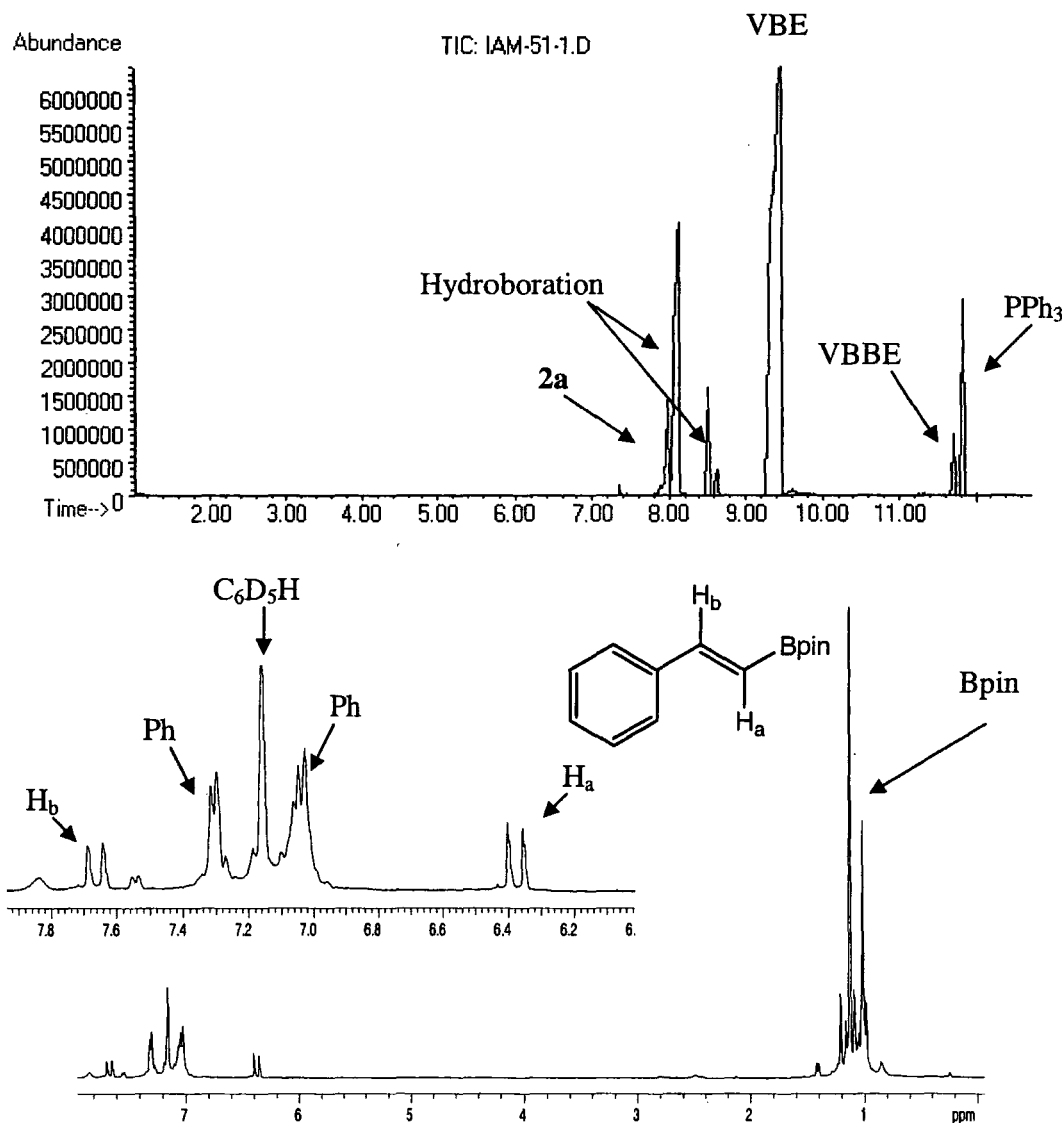 VBE
Abundance
TIC: IAM-51-1.D
6000000
5500000
5000000
4500000
4000000
3500000
3000000
2500000
2000000
1500000
1000000
500000
0
Hydroboration
2a
VBBE
PPh₃
Time-->
2.00 3.00 4.00 5.00 6.00 7.00 8.00 9.00 10.00 11.00
C₆D₅H
Hb
Bpin
Ha
Bpin
Ph
Ph
Hb
Ha
7.8 7.6 7.4 7.2 7.0 6.8 6.6 6.4 6.2 6.
7 6 5 4 3 2 1 ppm